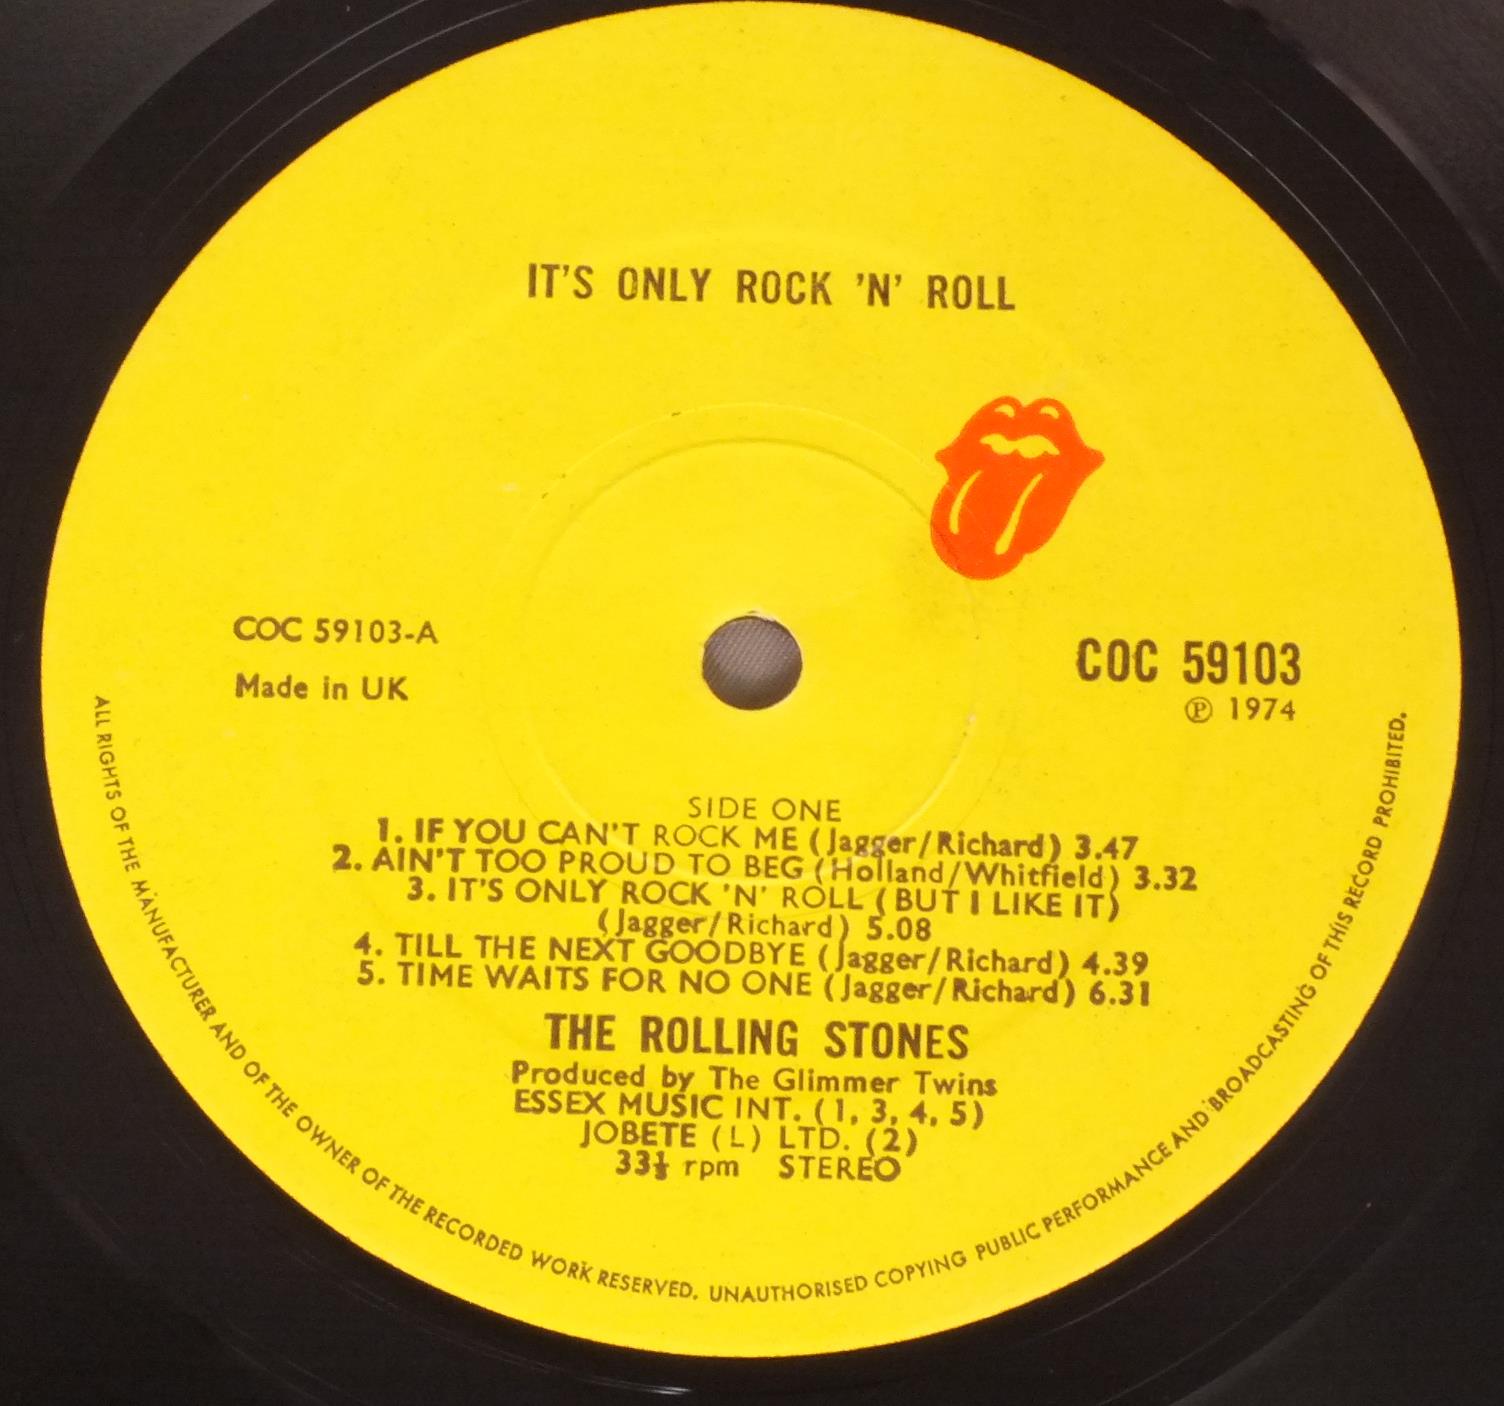 IT'S ONLY ROCK 'N' ROLL
COC 59103-A
Made in UK
COC 59103
℗ 1974
SIDE ONE
1. IF YOU CAN'T ROCK ME (Jagger/Richard) 3.47
2. AIN'T TOO PROUD TO BEG (Holland/Whitfield) 3.32
3. IT'S ONLY ROCK 'N' ROLL (BUT I LIKE IT)
(Jagger/Richard) 5.08
4. TILL THE NEXT GOODBYE (Jagger/Richard) 4.39
5. TIME WAITS FOR NO ONE (Jagger/Richard) 6.31
THE ROLLING STONES
Produced by The Glimmer Twins
ESSEX MUSIC INT. (1, 3, 4, 5)
JOBETE (L) LTD. (2)
33⅓ rpm STEREO
ALL RIGHTS OF THE MANUFACTURER AND OF THE OWNER OF THE RECORDED WORK RESERVED. UNAUTHORISED COPYING PUBLIC PERFORMANCE AND BROADCASTING OF THIS RECORD PROHIBITED.